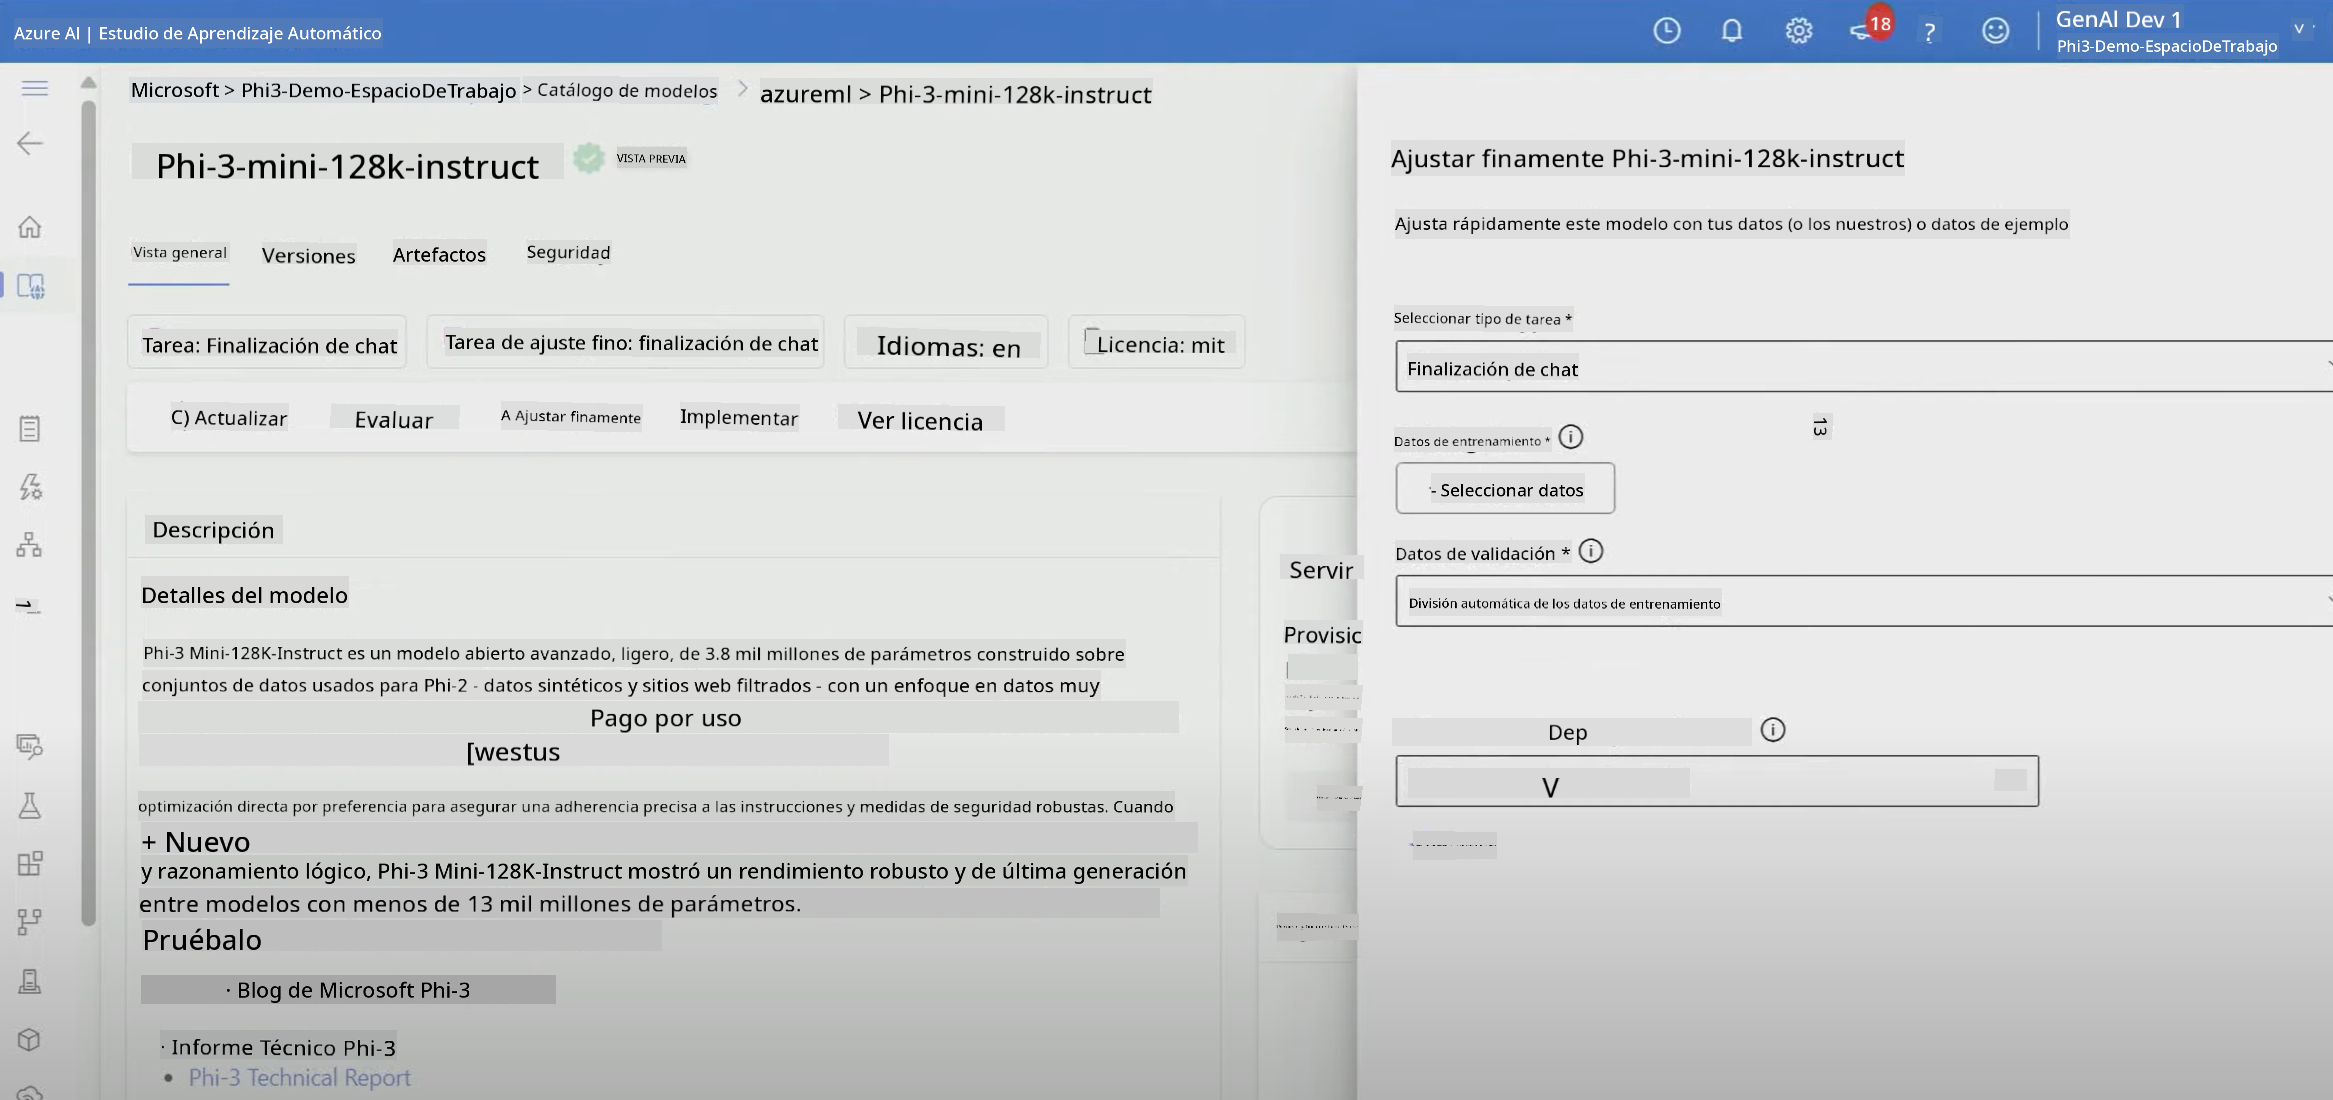 Azure AI | Estudio de Aprendizaje Automático
18
?
GenAI Dev 1
Phi3-Demo-EspacioDeTrabajo
Microsoft > Phi3-Demo-EspacioDeTrabajo > Catálogo de modelos > azureml > Phi-3-mini-128k-instruct
Phi-3-mini-128k-instruct
VISTA PREVIA
Vista general
Versiones
Artefactos
Seguridad
Tarea: Finalización de chat
Tarea de ajuste fino: finalización de chat
Idiomas: en
Licencia: mit
C) Actualizar
Evaluar
A Ajustar finamente
Implementar
Ver licencia
Descripción
Detalles del modelo
Phi-3 Mini-128K-Instruct es un modelo abierto avanzado, ligero, de 3.8 mil millones de parámetros construido sobre
conjuntos de datos usados para Phi-2 - datos sintéticos y sitios web filtrados - con un enfoque en datos muy
Pago por uso
[westus
optimización directa por preferencia para asegurar una adherencia precisa a las instrucciones y medidas de seguridad robustas. Cuando
+ Nuevo
y razonamiento lógico, Phi-3 Mini-128K-Instruct mostró un rendimiento robusto y de última generación
entre modelos con menos de 13 mil millones de parámetros.
Pruébalo
· Blog de Microsoft Phi-3
· Informe Técnico Phi-3
• Phi-3 Technical Report
Servir
Provisic
Ajustar finamente Phi-3-mini-128k-instruct
Ajusta rápidamente este modelo con tus datos (o los nuestros) o datos de ejemplo
Seleccionar tipo de tarea *
Finalización de chat
13
Datos de entrenamiento *
- Seleccionar datos
Datos de validación *
División automática de los datos de entrenamiento
Dep
V